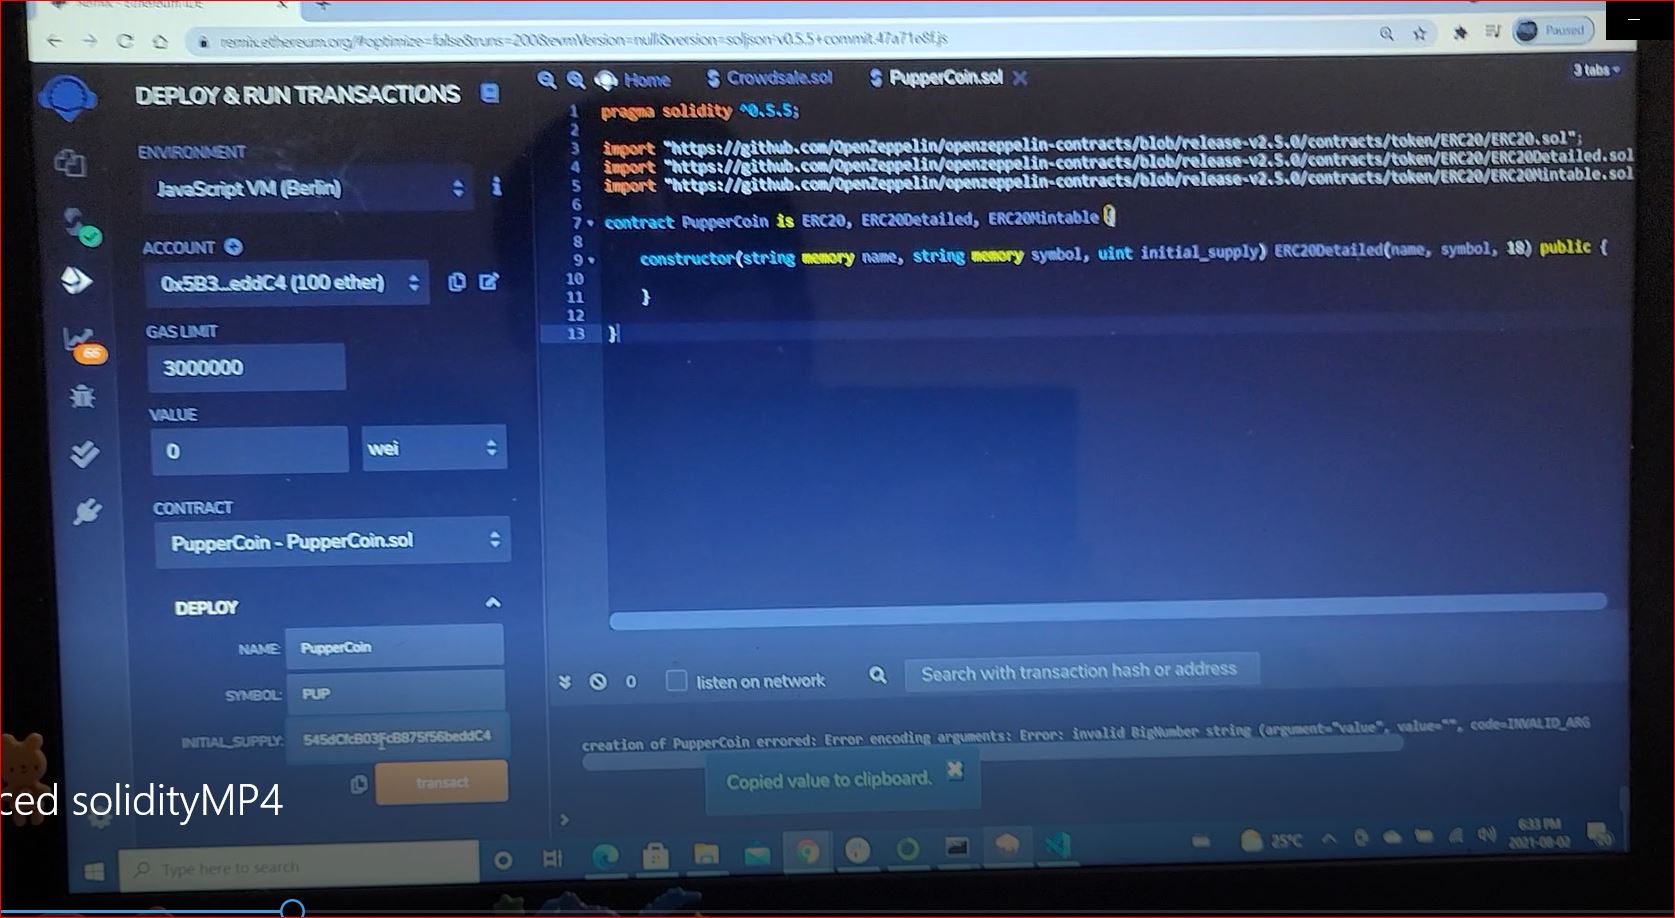 remix.ethereum.org/#optimize=false&runs=200&evmVersion=null&version=soljson-v0.5.5+commit.47a71e8f.js
Paused
DEPLOY & RUN TRANSACTIONS
Home
Crowdsale.sol
PupperCoin.sol
3 tabs
ENVIRONMENT
JavaScript VM (Berlin)
ACCOUNT
0x5B3...eddC4 (100 ether)
GAS LIMIT
3000000
VALUE
0
wei
CONTRACT
PupperCoin - PupperCoin.sol
DEPLOY
NAME: PupperCoin
SYMBOL: PUP
INITIAL_SUPPLY: 545dCfcB03FcB875f56beddC4
transact
66
1 pragma solidity ^0.5.5;
2
3 import "https://github.com/OpenZeppelin/openzeppelin-contracts/blob/release-v2.5.0/contracts/token/ERC20/ERC20.sol";
4 import "https://github.com/OpenZeppelin/openzeppelin-contracts/blob/release-v2.5.0/contracts/token/ERC20/ERC20Detailed.sol
5 import "https://github.com/OpenZeppelin/openzeppelin-contracts/blob/release-v2.5.0/contracts/token/ERC20/ERC20Mintable.sol
6
7 contract PupperCoin is ERC20, ERC20Detailed, ERC20Mintable {
8
9 constructor(string memory name, string memory symbol, uint initial_supply) ERC20Detailed(name, symbol, 18) public {
10
11 }
12
13 }
0
listen on network
Search with transaction hash or address
creation of PupperCoin errored: Error encoding arguments: Error: invalid BigNumber string (argument="value", value="", code=INVALID_ARG
Copied value to clipboard.
>
ced solidityMP4
Type here to search
25°C
6:33 PM
2021-08-02
20